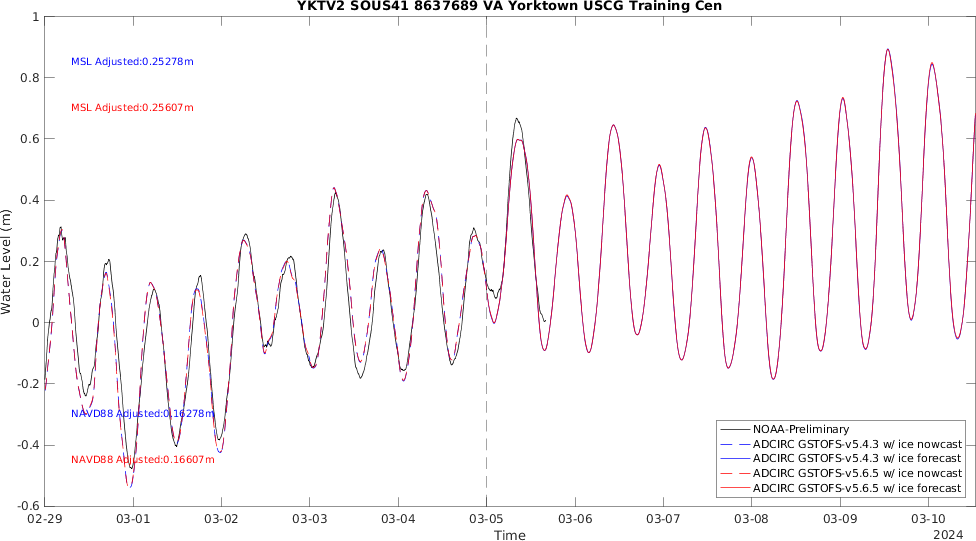 YKTV2 SOUS41 8637689 VA Yorktown USCG Training Cen
1
0.8
0.6
0.4
0.2
0
-0.2
-0.4
-0.6
Water Level (m)
MSL Adjusted:0.25278m
MSL Adjusted:0.25607m
NAVD88 Adjusted:0.16278m
NAVD88 Adjusted:0.16607m
NOAA-Preliminary
ADCIRC GSTOFS-v5.4.3 w/ ice nowcast
ADCIRC GSTOFS-v5.4.3 w/ ice forecast
ADCIRC GSTOFS-v5.6.5 w/ ice nowcast
ADCIRC GSTOFS-v5.6.5 w/ ice forecast
02-29 03-01 03-02 03-03 03-04 03-05 03-06 03-07 03-08 03-09 03-10
Time
2024